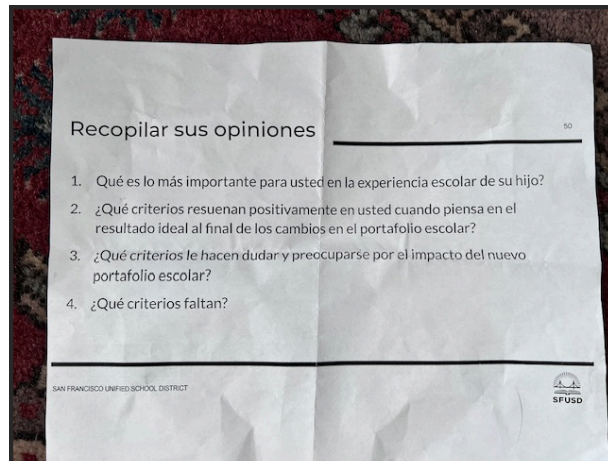 Recopilar sus opiniones
50
1. Qué es lo más importante para usted en la experiencia escolar de su hijo?
2. ¿Qué criterios resuenan positivamente en usted cuando piensa en el
resultado ideal al final de los cambios en el portafolio escolar?
3. ¿Qué criterios le hacen dudar y preocuparse por el impacto del nuevo
portafolio escolar?
4. ¿Qué criterios faltan?
SAN FRANCISCO UNIFIED SCHOOL DISTRICT
SFUSD